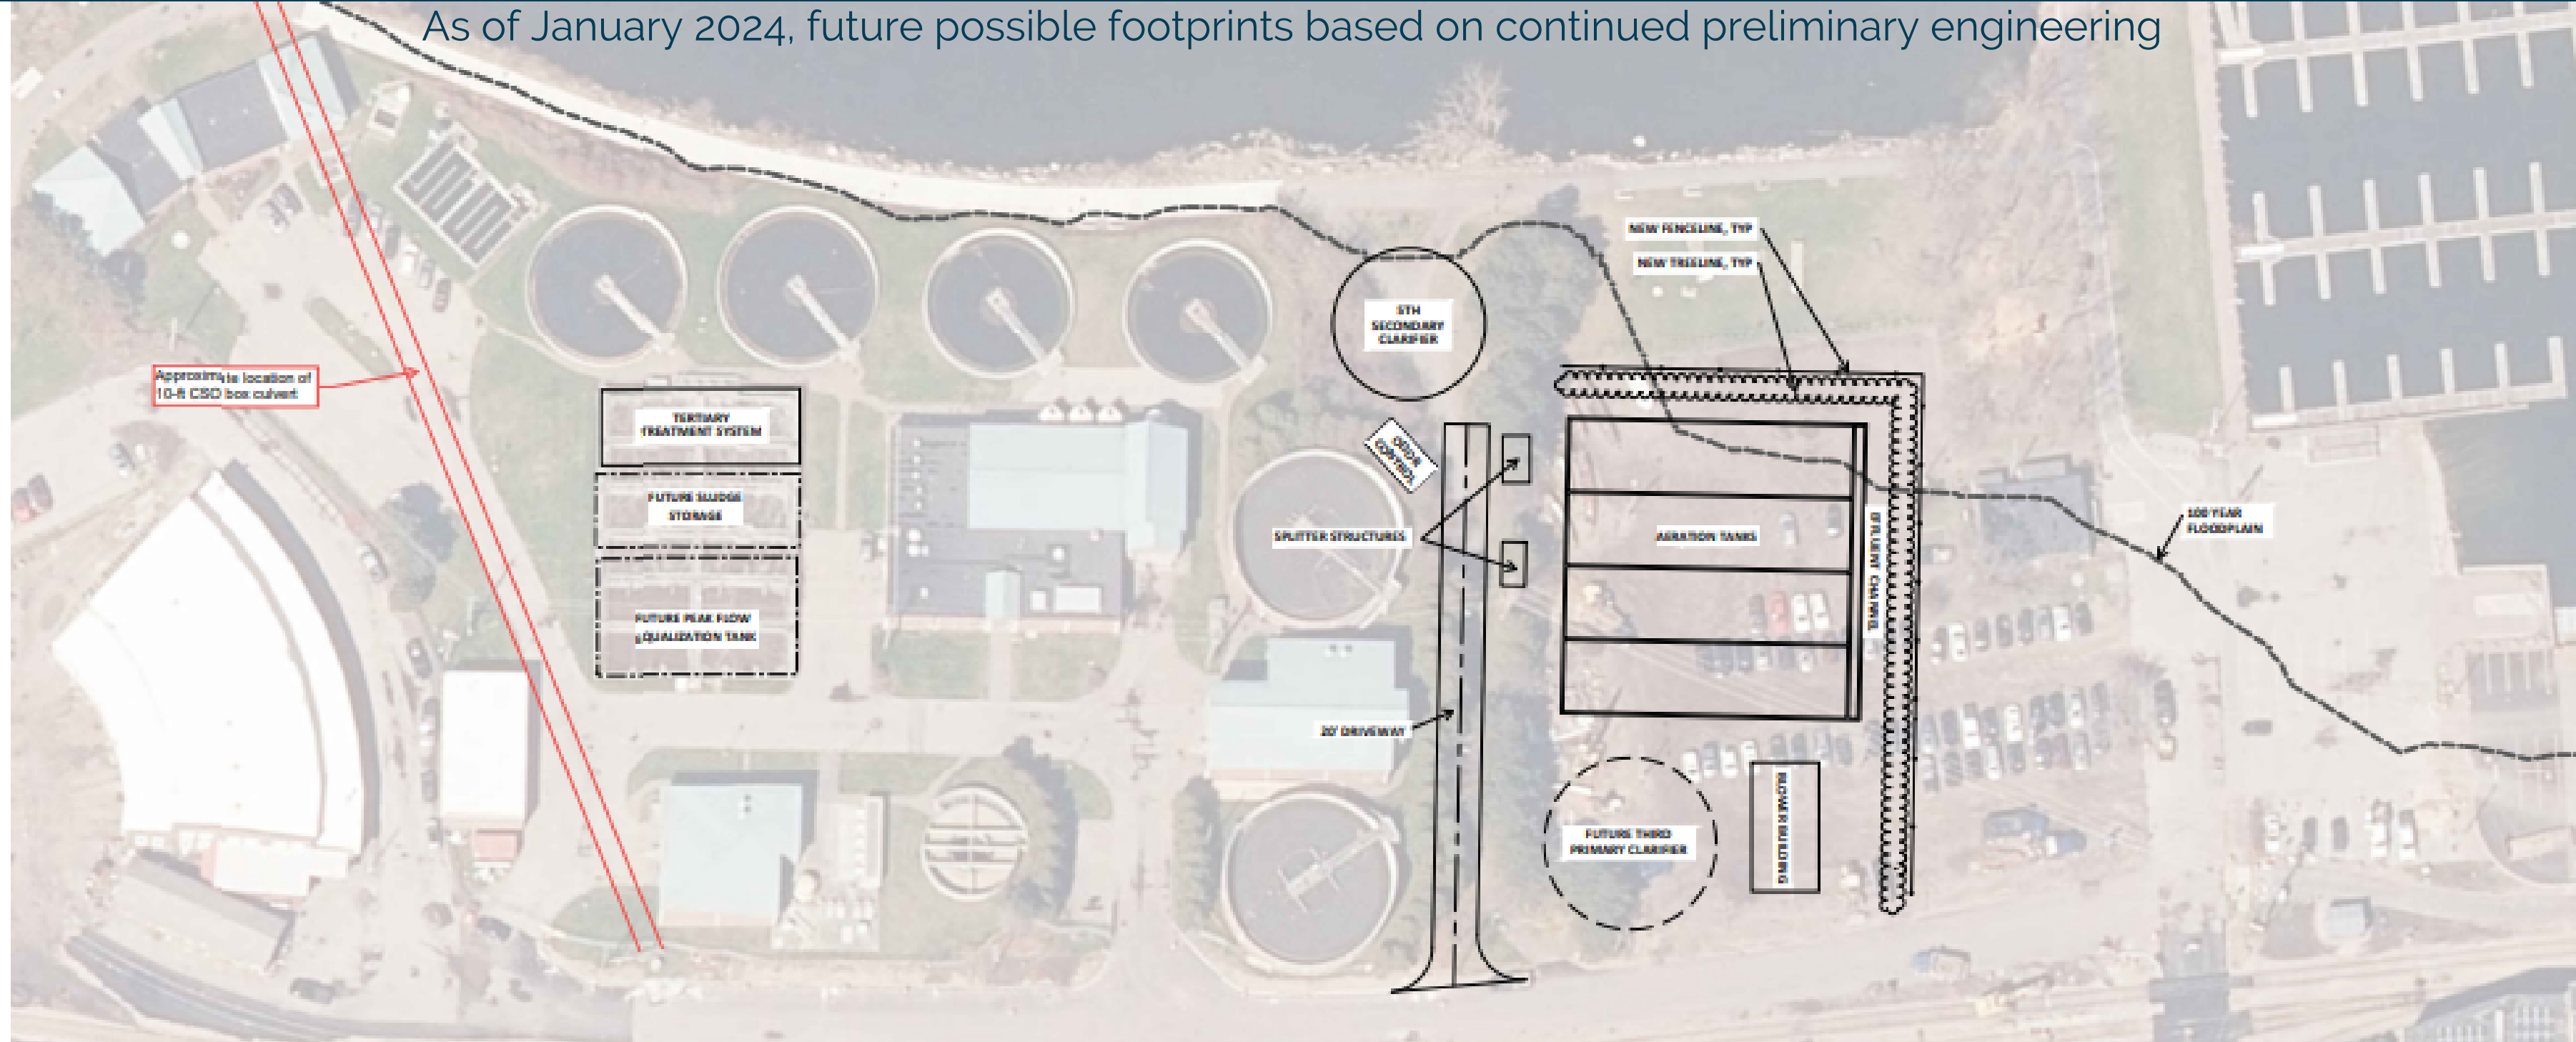 As of January 2024, future possible footprints based on continued preliminary engineering
NEW FENCELINE, TYP
NEW TREELINE, TYP
5TH
SECONDARY
CLARIFIER
Approximate location of
10-ft CSO box culvert
TERTIARY
TREATMENT SYSTEM
ODOR
CONTROL
FUTURE SLUDGE
STORAGE
SPLITTER STRUCTURES
AERATION TANKS
EFFLUENT CHANNEL
100 YEAR
FLOODPLAIN
FUTURE PEAK FLOW
EQUALIZATION TANK
20' DRIVEWAY
FUTURE THIRD
PRIMARY CLARIFIER
BLOWER BUILDING